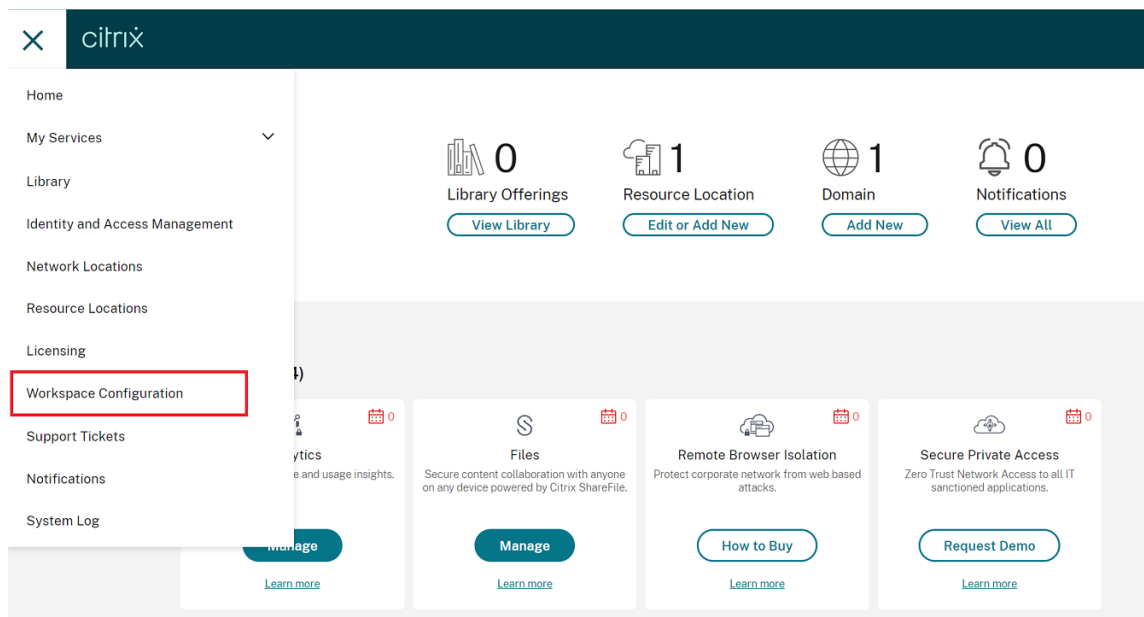 citrix
Home
My Services
Library
Identity and Access Management
Network Locations
Resource Locations
Licensing
Workspace Configuration
Support Tickets
Notifications
System Log
0
Library Offerings
View Library
1
Resource Location
Edit or Add New
1
Domain
Add New
0
Notifications
View All
4)
0
ytics
e and usage insights.
Manage
Learn more
0
Files
Secure content collaboration with anyone
on any device powered by Citrix ShareFile.
Manage
Learn more
0
Remote Browser Isolation
Protect corporate network from web based
attacks.
How to Buy
Learn more
0
Secure Private Access
Zero Trust Network Access to all IT
sanctioned applications.
Request Demo
Learn more